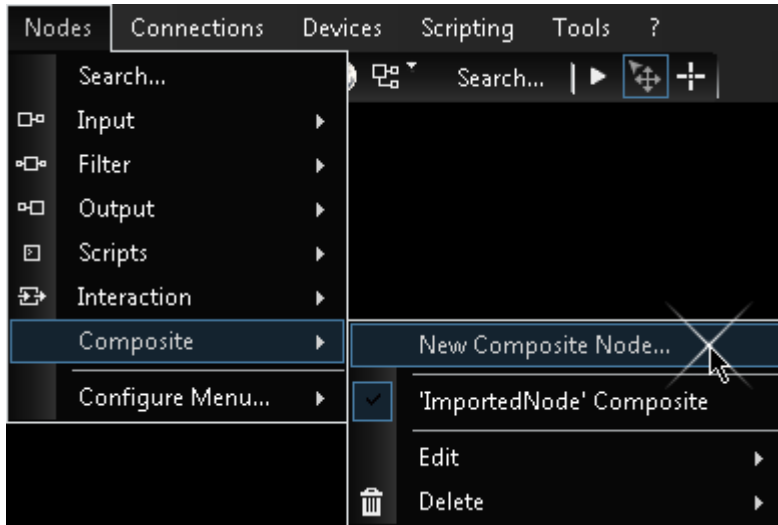 Nodes Connections Devices Scripting Tools ?
Search...
Search...
Input
Filter
Output
Scripts
Interaction
Composite
New Composite Node...
Configure Menu...
'ImportedNode' Composite
Edit
Delete